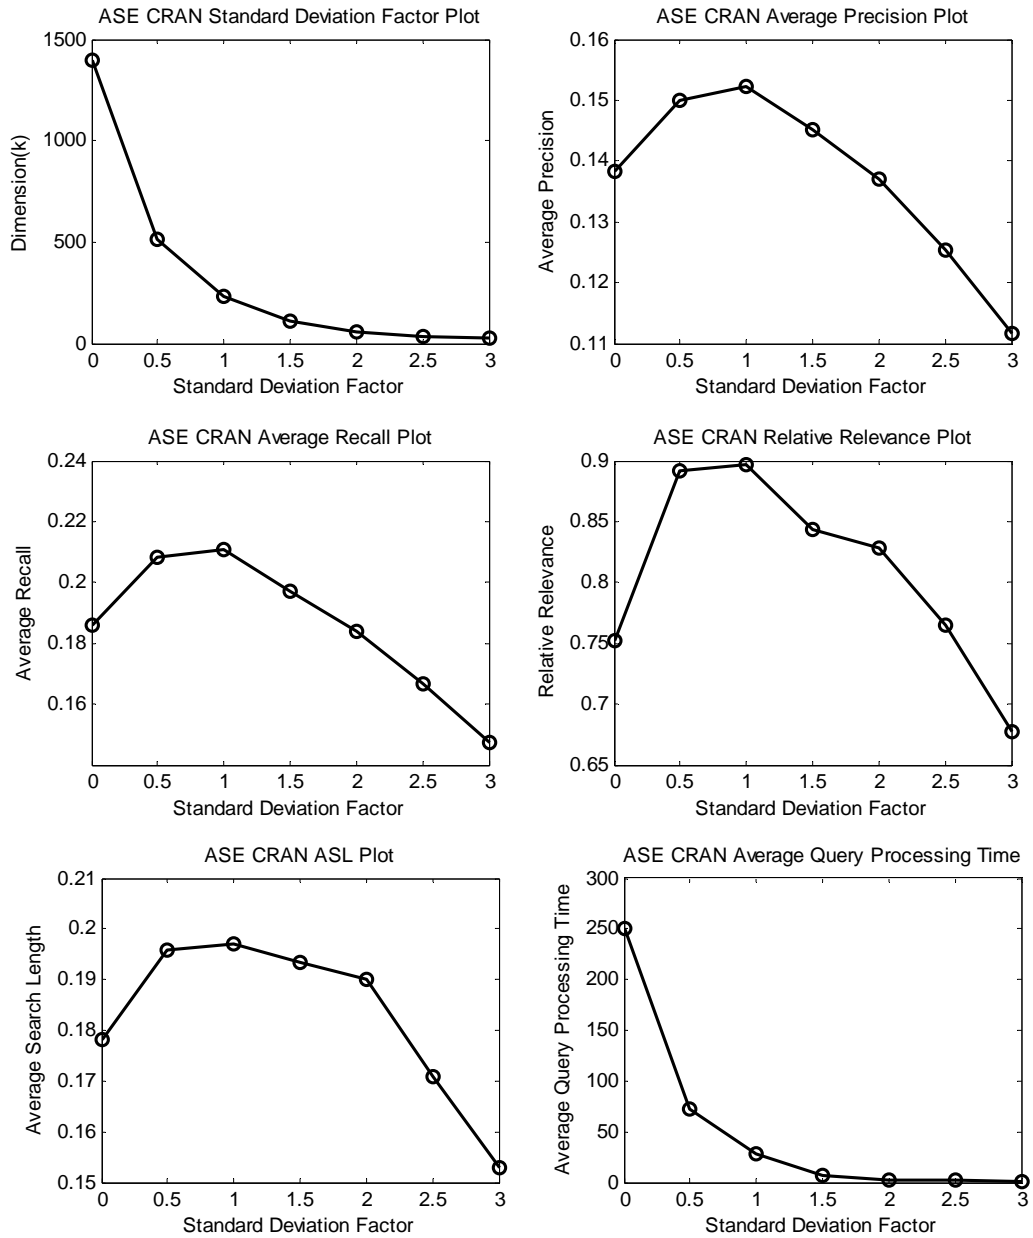 ASE CRAN Standard Deviation Factor Plot
1500
1000
500
0
Dimension(k)
0 0.5 1 1.5 2 2.5 3
Standard Deviation Factor
ASE CRAN Average Precision Plot
0.16
0.15
0.14
0.13
0.12
0.11
Average Precision
0 0.5 1 1.5 2 2.5 3
Standard Deviation Factor
ASE CRAN Average Recall Plot
0.24
0.22
0.2
0.18
0.16
Average Recall
0 0.5 1 1.5 2 2.5 3
Standard Deviation Factor
ASE CRAN Relative Relevance Plot
0.9
0.85
0.8
0.75
0.7
0.65
Relative Relevance
0 0.5 1 1.5 2 2.5 3
Standard Deviation Factor
ASE CRAN ASL Plot
0.21
0.2
0.19
0.18
0.17
0.16
0.15
Average Search Length
0 0.5 1 1.5 2 2.5 3
Standard Deviation Factor
ASE CRAN Average Query Processing Time
300
250
200
150
100
50
0
Average Query Processing Time
0 0.5 1 1.5 2 2.5 3
Standard Deviation Factor